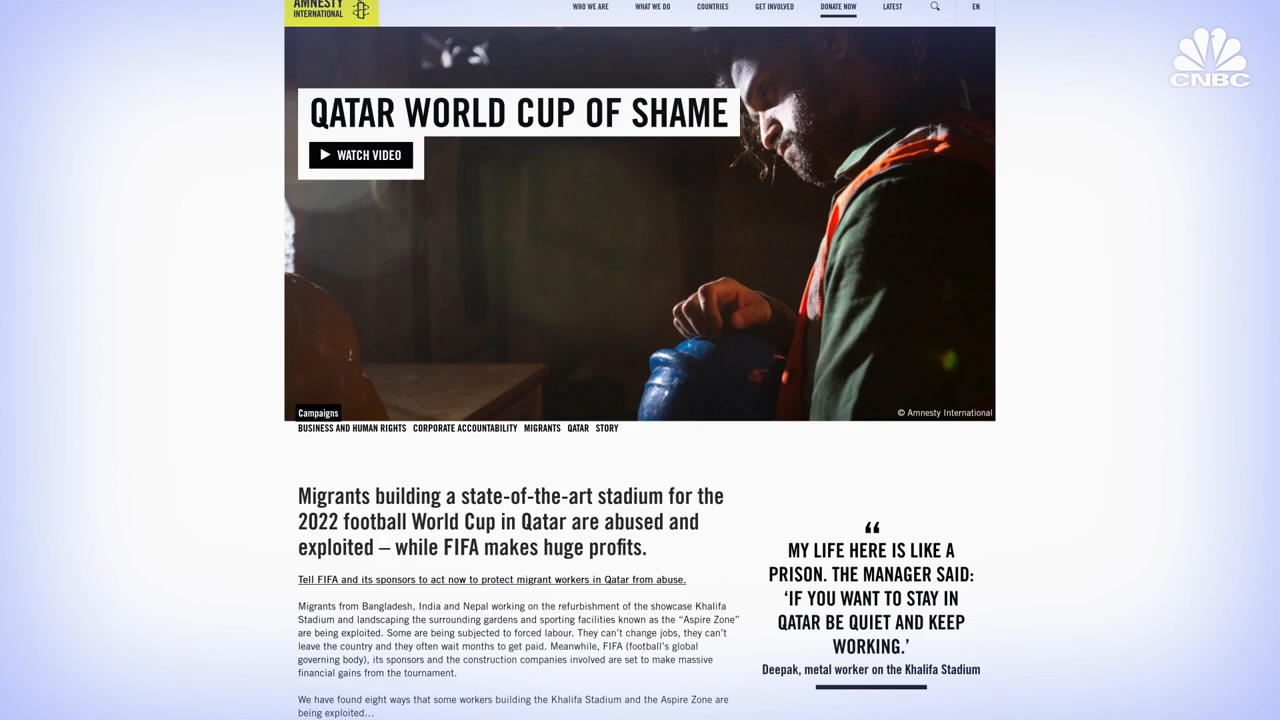 AMNESTY
INTERNATIONAL
WHO WE ARE WHAT WE DO COUNTRIES GET INVOLVED DONATE NOW LATEST EN
CNBC
QATAR WORLD CUP OF SHAME
WATCH VIDEO
Campaigns
© Amnesty International
BUSINESS AND HUMAN RIGHTS CORPORATE ACCOUNTABILITY MIGRANTS QATAR STORY
Migrants building a state-of-the-art stadium for the
2022 football World Cup in Qatar are abused and
exploited – while FIFA makes huge profits.
Tell FIFA and its sponsors to act now to protect migrant workers in Qatar from abuse.
Migrants from Bangladesh, India and Nepal working on the refurbishment of the showcase Khalifa
Stadium and landscaping the surrounding gardens and sporting facilities known as the “Aspire Zone”
are being exploited. Some are being subjected to forced labour. They can’t change jobs, they can’t
leave the country and they often wait months to get paid. Meanwhile, FIFA (football’s global
governing body), its sponsors and the construction companies involved are set to make massive
financial gains from the tournament.
We have found eight ways that some workers building the Khalifa Stadium and the Aspire Zone are
being exploited…
“
MY LIFE HERE IS LIKE A
PRISON. THE MANAGER SAID:
‘IF YOU WANT TO STAY IN
QATAR BE QUIET AND KEEP
WORKING.’
Deepak, metal worker on the Khalifa Stadium